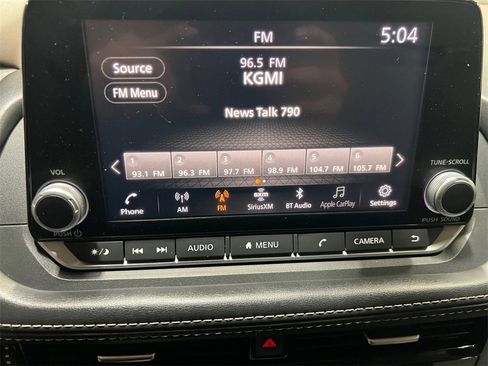 FM 5:04
Source 96.5 FM
KGMI
FM Menu
News Talk 790
1 2 3 4 5 6
93.1 FM 96.3 FM 97.7 FM 98.9 FM 104.7 FM 105.7 FM
VOL TUNE·SCROLL
Phone AM FM SiriusXM BT Audio Apple CarPlay Settings
PUSH PUSH SOUND
AUDIO MENU CAMERA